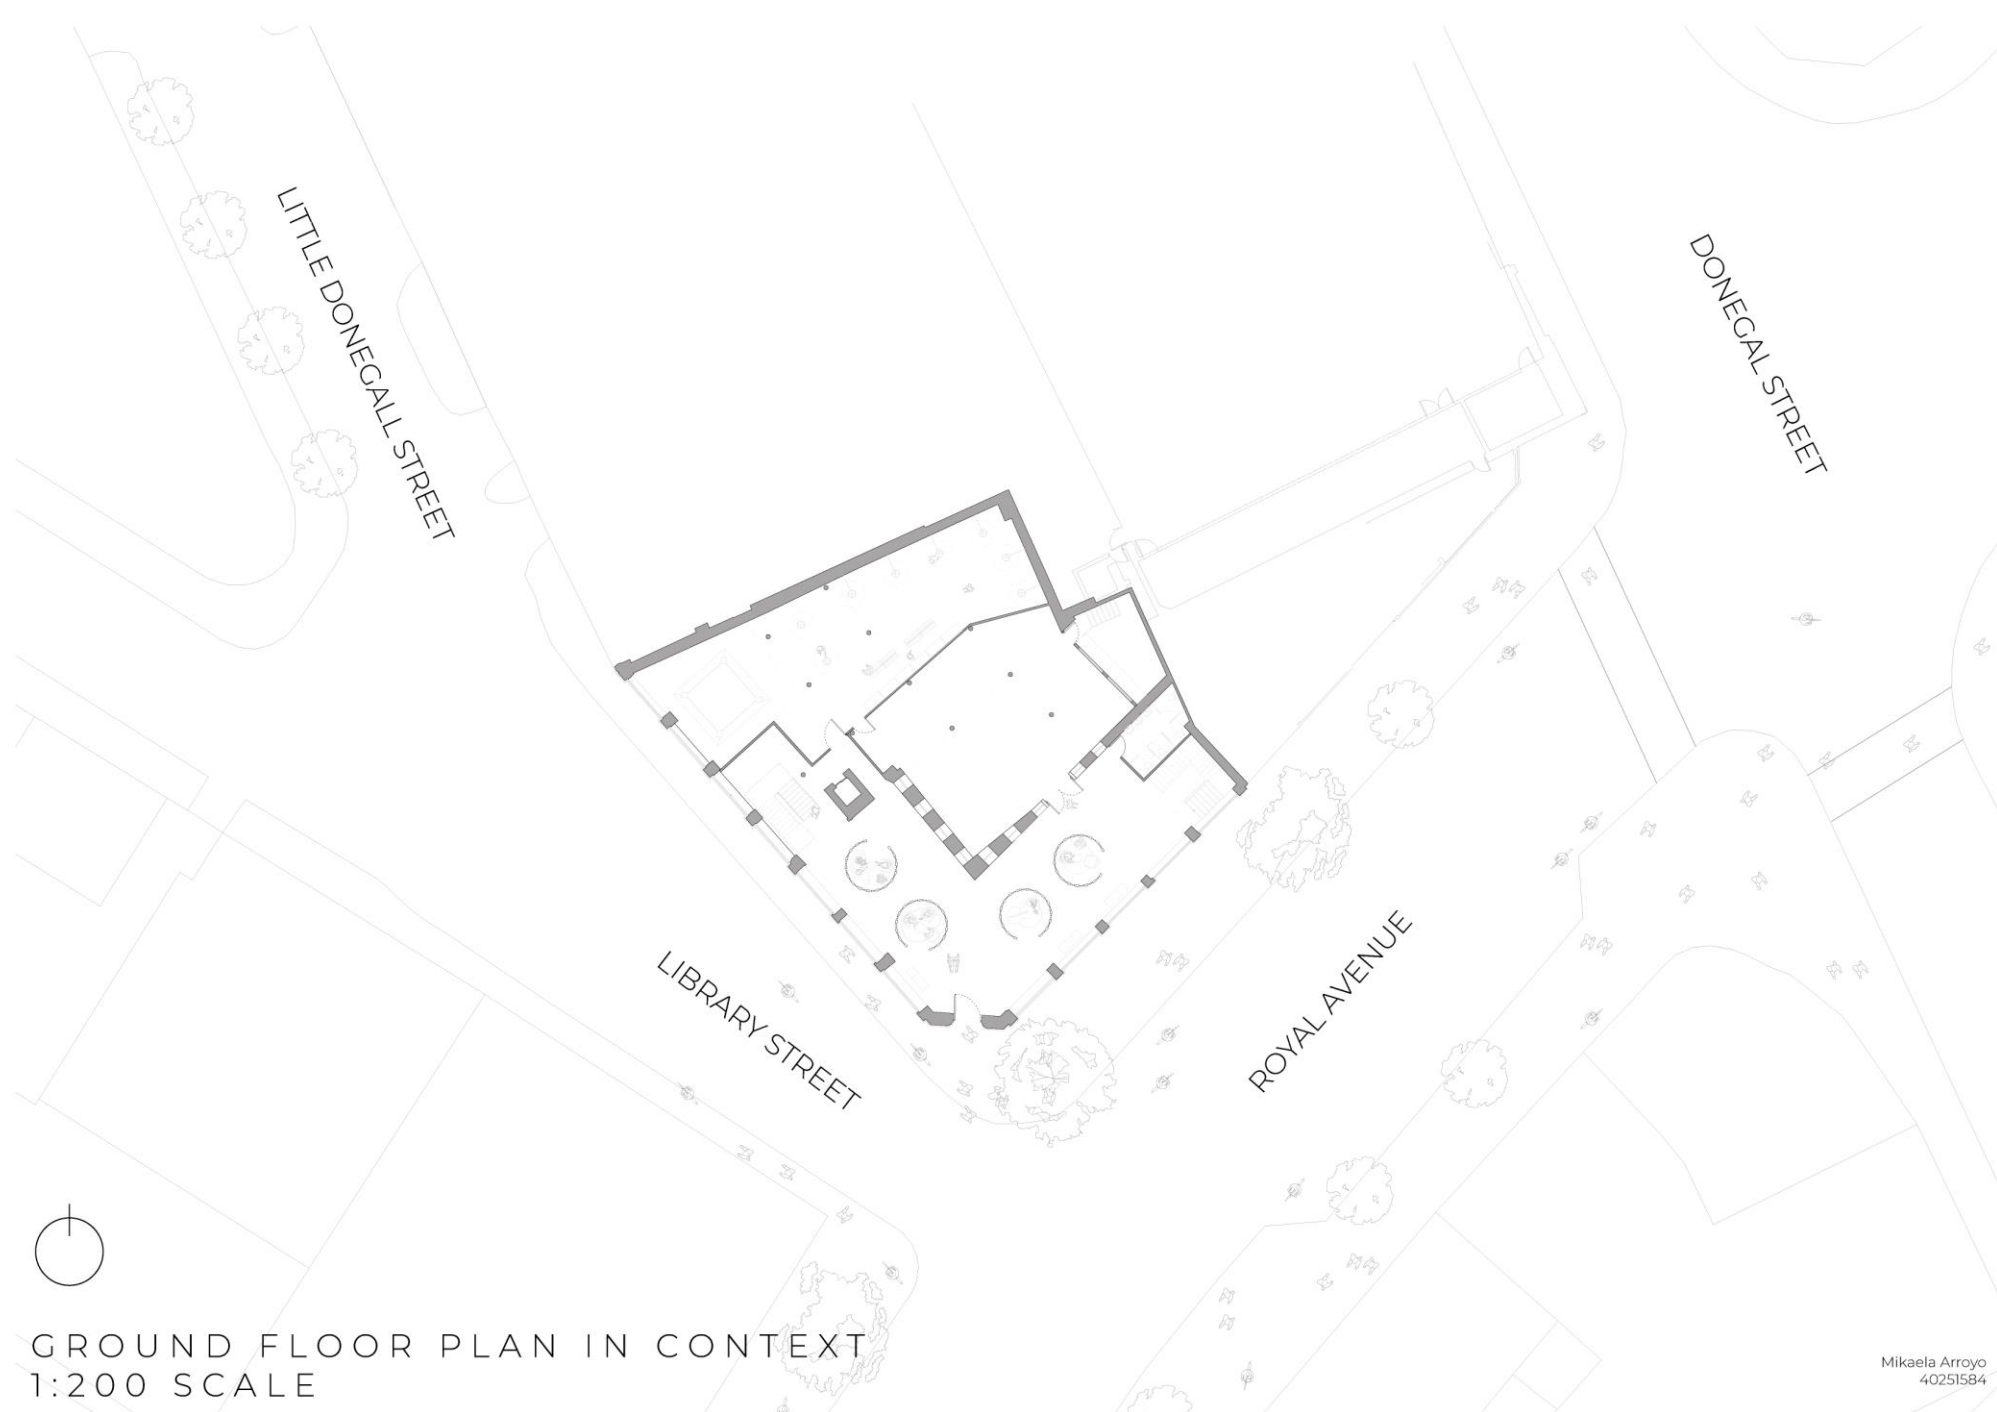 LITTLE DONEGALL STREET
DONEGAL STREET
LIBRARY STREET
ROYAL AVENUE
GROUND FLOOR PLAN IN CONTEXT
1:200 SCALE
Mikaela Arroyo
40251584